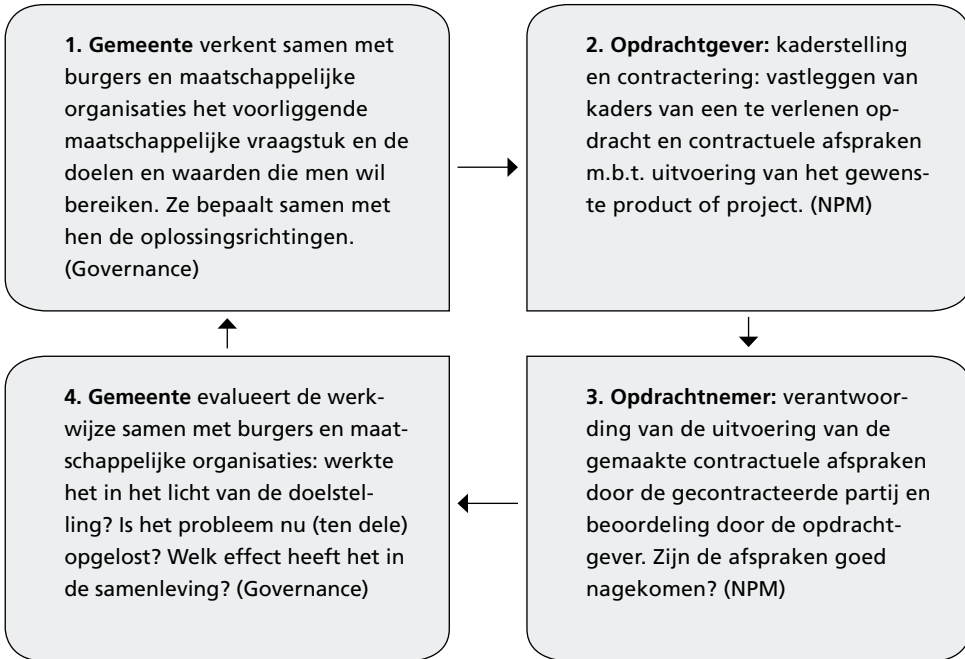 1. Gemeente verkent samen met
burgers en maatschappelijke
organisaties het voorliggende
maatschappelijke vraagstuk en de
doelen en waarden die men wil
bereiken. Ze bepaalt samen met
hen de oplossingsrichtingen.
(Governance)
2. Opdrachtgever: kaderstelling
en contractering: vastleggen van
kaders van een te verlenen op-
dracht en contractuele afspraken
m.b.t. uitvoering van het gewens-
te product of project. (NPM)
3. Opdrachtnemer: verantwoor-
ding van de uitvoering van de
gemaakte contractuele afspraken
door de gecontracteerde partij en
beoordeling door de opdracht-
gever. Zijn de afspraken goed
nagekomen? (NPM)
4. Gemeente evalueert de werk-
wijze samen met burgers en maat-
schappelijke organisaties: werkte
het in het licht van de doelstel-
ling? Is het probleem nu (ten dele)
opgelost? Welk effect heeft het in
de samenleving? (Governance)